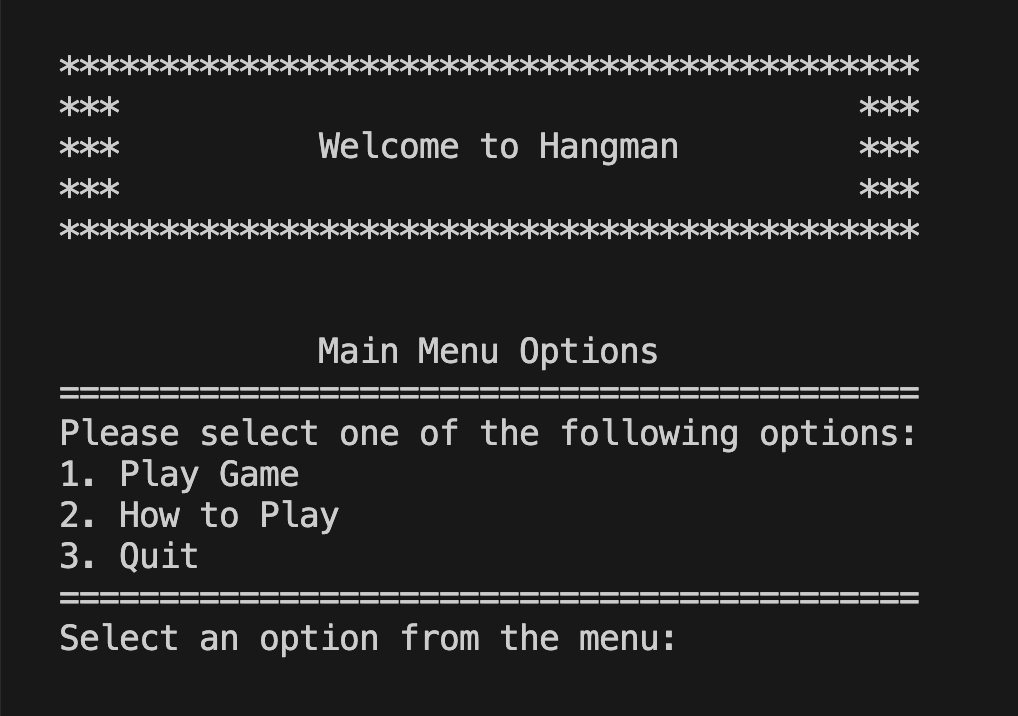 *******************************************
***                                     ***
***          Welcome to Hangman         ***
***                                     ***
*******************************************
Main Menu Options
===========================================
Please select one of the following options:
1. Play Game
2. How to Play
3. Quit
===========================================
Select an option from the menu: